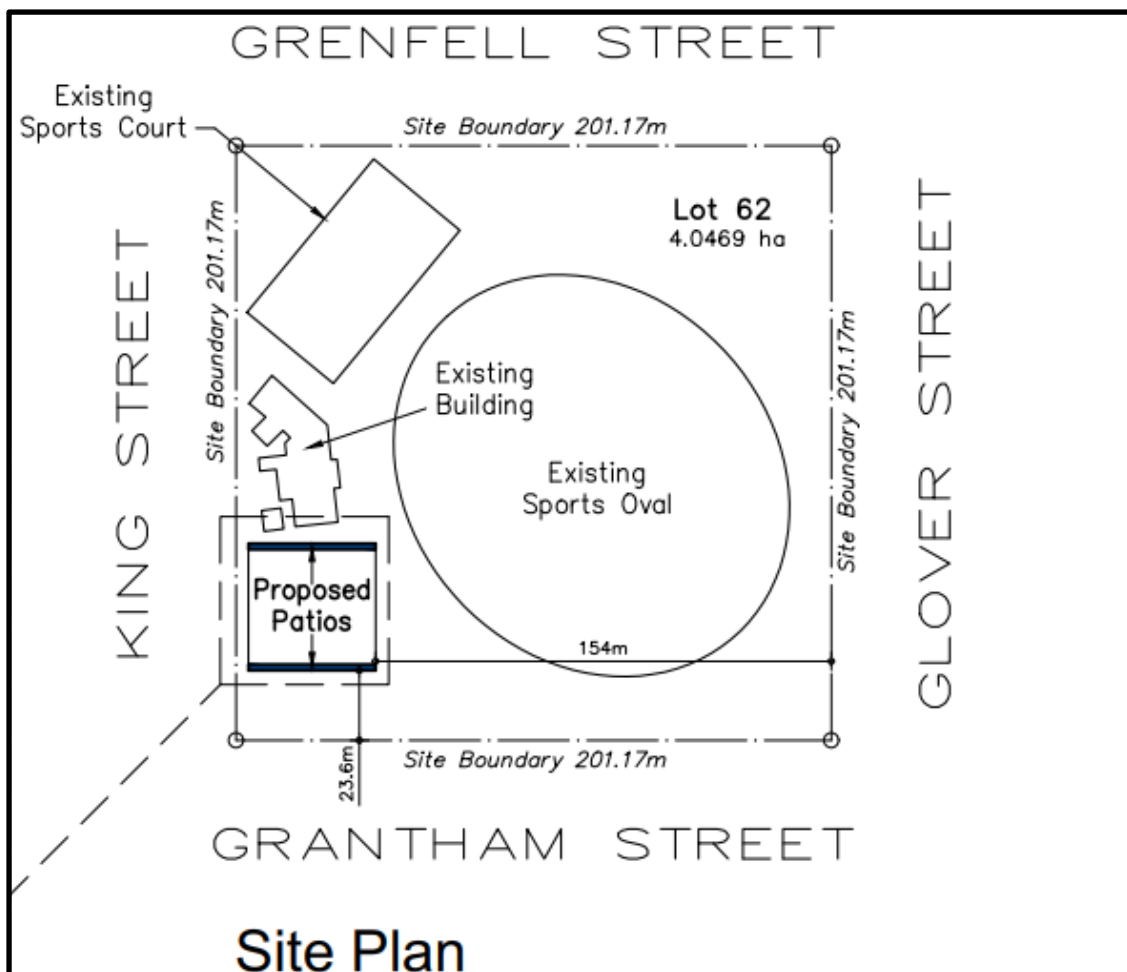 GRENFELL STREET
Existing
Sports Court
Site Boundary 201.17m
Lot 62
4.0469 ha
KING STREET
Site Boundary 201.17m
Existing
Building
Existing
Sports Oval
Site Boundary 201.17m
GLOVER STREET
Proposed
Patios
154m
23.6m
Site Boundary 201.17m
GRANTHAM STREET
Site Plan